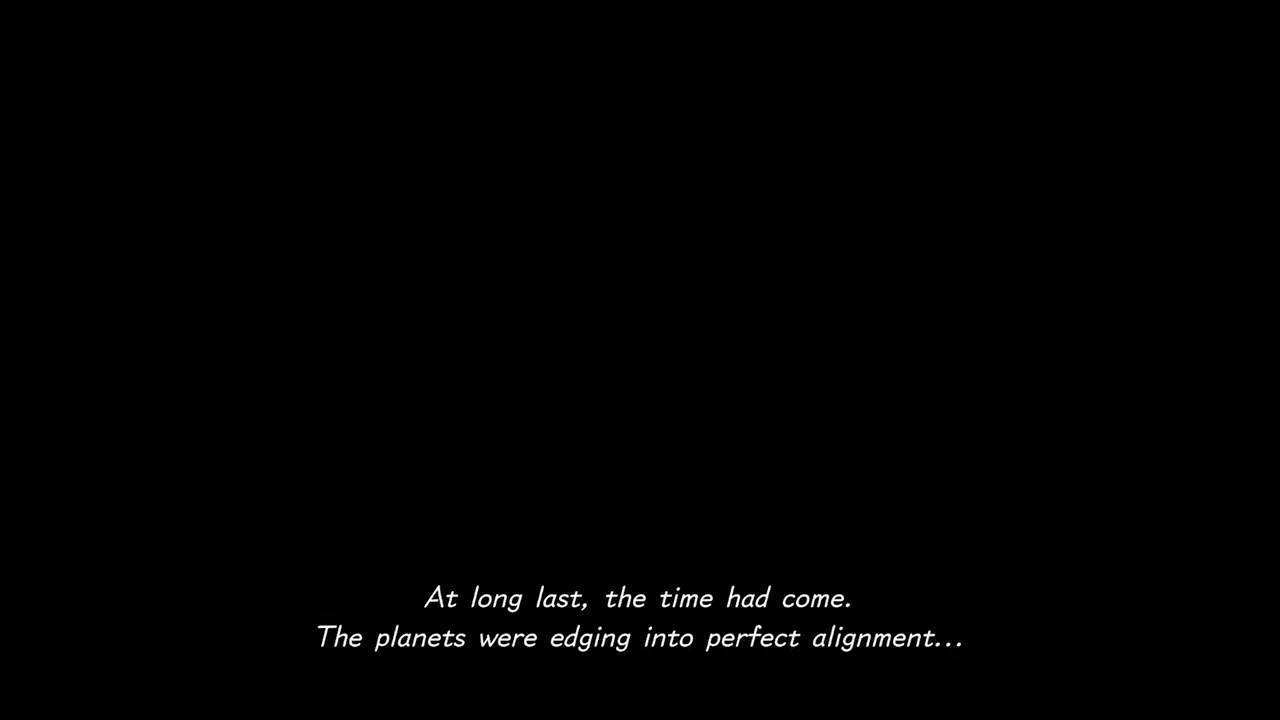 At long last, the time had come.
The planets were edging into perfect alignment...